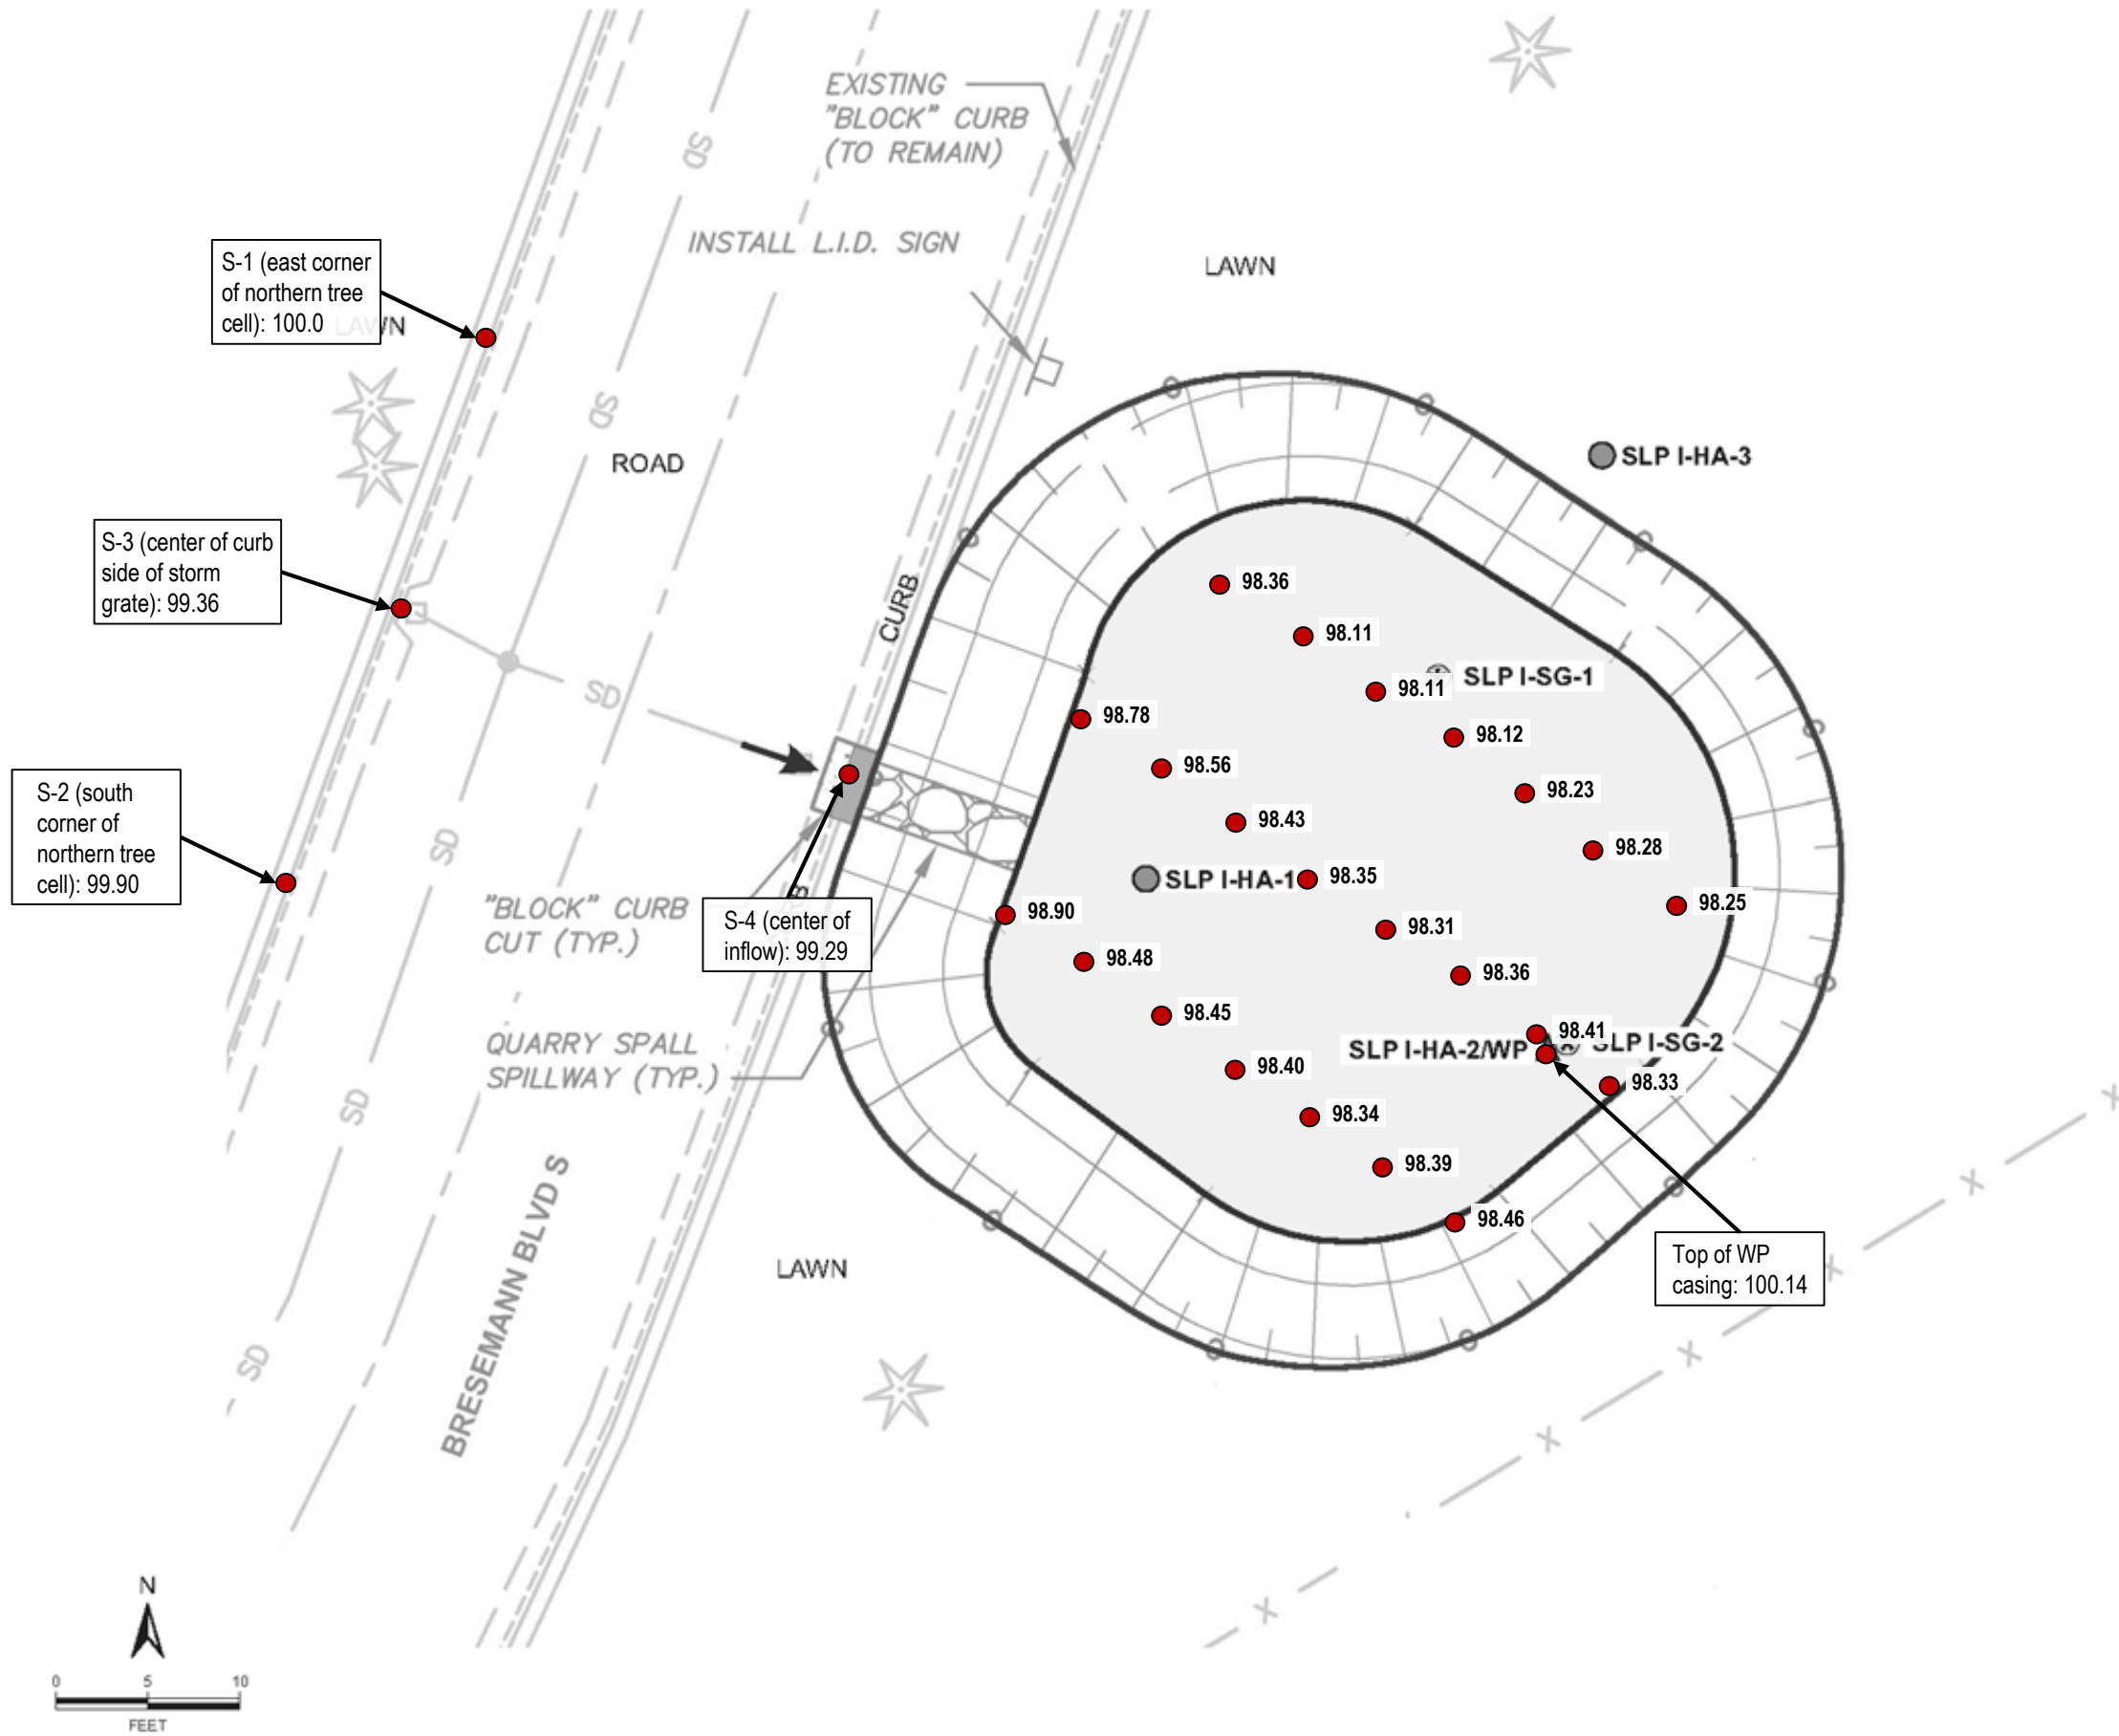 EXISTING
"BLOCK" CURB
(TO REMAIN)
SD
INSTALL L.I.D. SIGN
LAWN
S-1 (east corner
of northern tree
cell): 100.0
LAWN
SD
ROAD
SLP I-HA-3
S-3 (center of curb
side of storm
grate): 99.36
CURB
98.36
98.11
98.11
SLP I-SG-1
SD
98.78
98.12
98.56
98.23
S-2 (south
corner of
northern tree
cell): 99.90
98.43
98.28
SD
SLP I-HA-1
98.35
98.25
"BLOCK" CURB
CUT (TYP.)
S-4 (center of
inflow): 99.29
98.90
98.31
98.48
98.36
98.45
98.41
QUARRY SPALL
SPILLWAY (TYP.)
SLP I-HA-2/WP
SLP I-SG-2
98.40
98.33
SD
98.34
98.39
98.46
BRESEMANN BLVD S
LAWN
Top of WP
casing: 100.14
SD
X
X
X
X
X
X
N
0 5 10
FEET